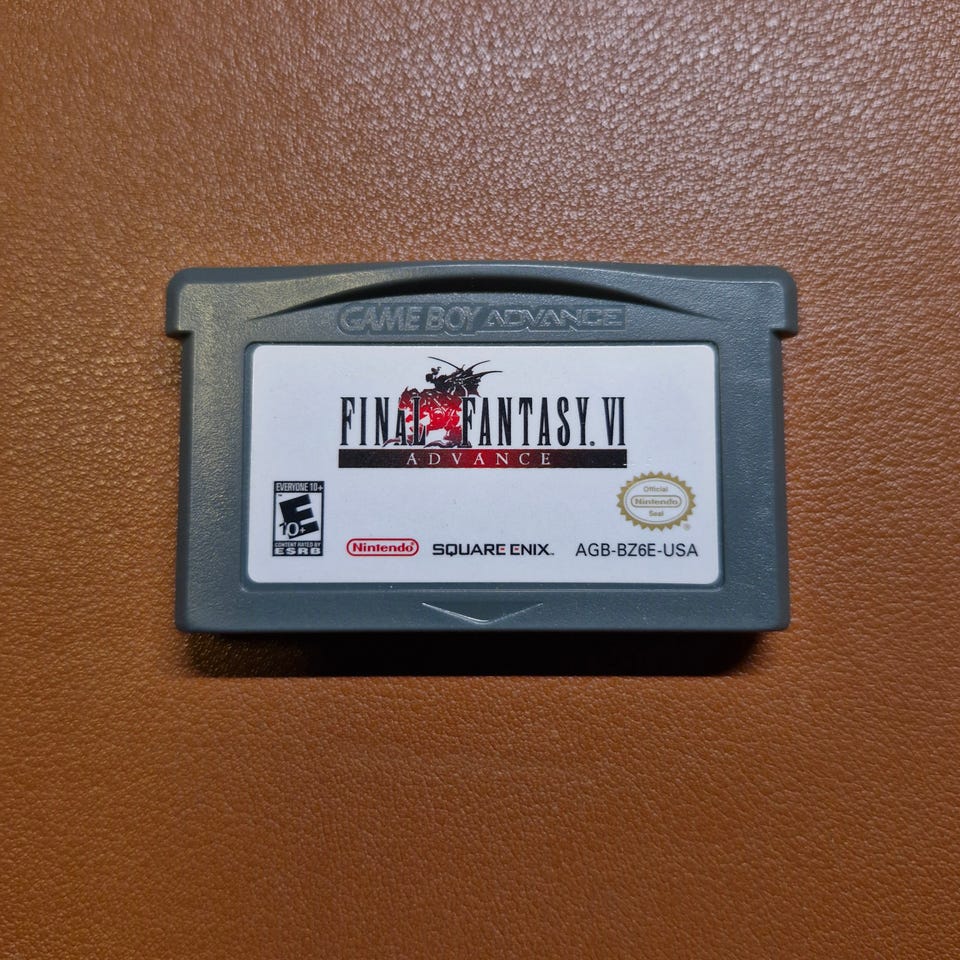 GAME BOY ADVANCE
FINAL FANTASY. VI
ADVANCE
EVERYONE 10+
E
10+
CONTENT RATED BY
ESRB
Official
Nintendo
Seal
Nintendo
SQUARE ENIX™
AGB-BZ6E-USA